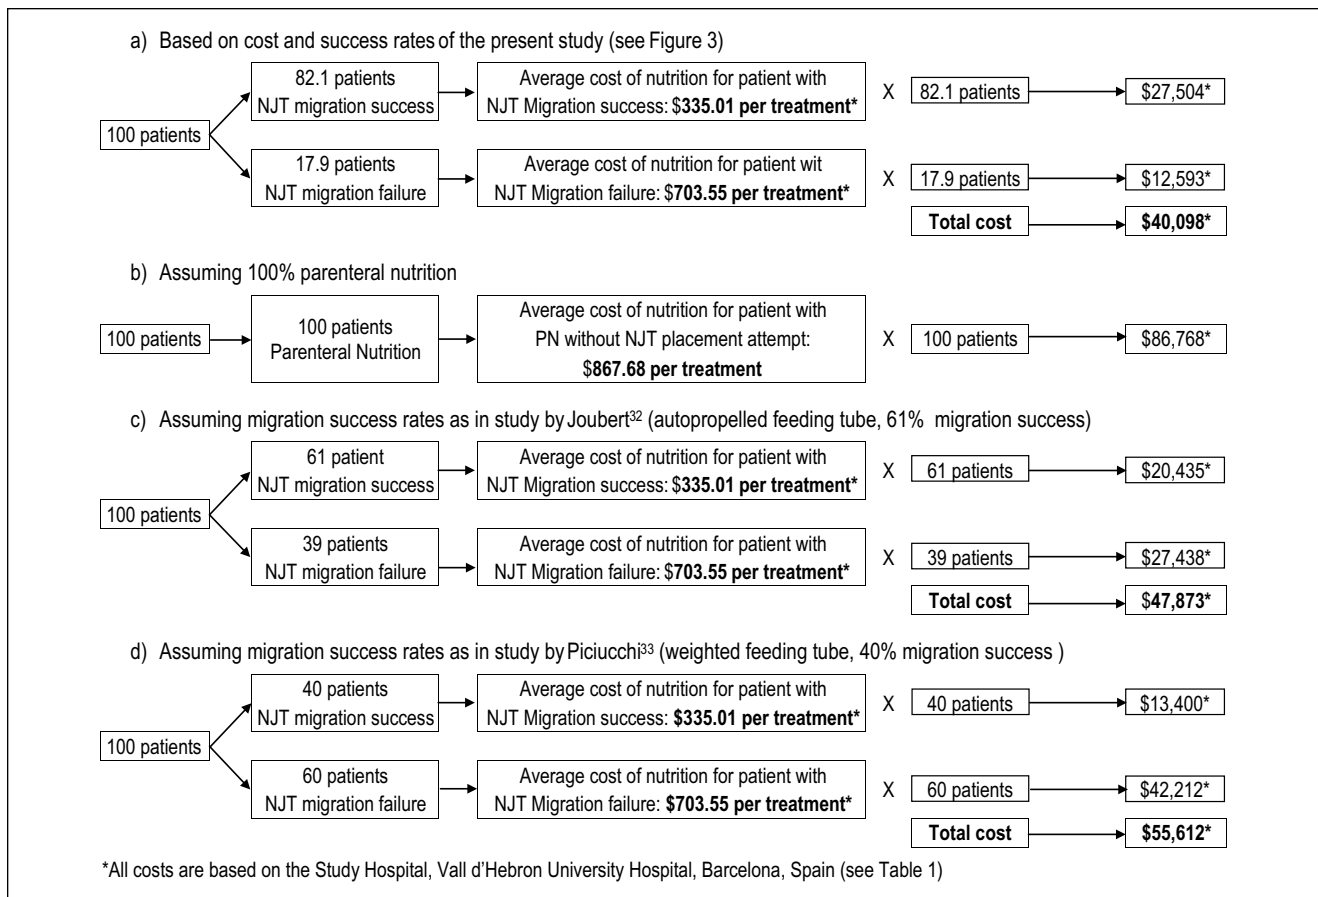 a) Based on cost and success rates of the present study (see Figure 3)
100 patients
82.1 patients
NJT migration success
Average cost of nutrition for patient with
NJT Migration success: $335.01 per treatment*
X
82.1 patients
$27,504*
17.9 patients
NJT migration failure
Average cost of nutrition for patient wit
NJT Migration failure: $703.55 per treatment*
X
17.9 patients
$12,593*
Total cost
$40,098*
b) Assuming 100% parenteral nutrition
100 patients
100 patients
Parenteral Nutrition
Average cost of nutrition for patient with
PN without NJT placement attempt:
$867.68 per treatment
X
100 patients
$86,768*
c) Assuming migration success rates as in study by Joubert³² (autopropelled feeding tube, 61% migration success)
100 patients
61 patient
NJT migration success
Average cost of nutrition for patient with
NJT Migration success: $335.01 per treatment*
X
61 patients
$20,435*
39 patients
NJT migration failure
Average cost of nutrition for patient with
NJT Migration failure: $703.55 per treatment*
X
39 patients
$27,438*
Total cost
$47,873*
d) Assuming migration success rates as in study by Piciucchi³³ (weighted feeding tube, 40% migration success )
100 patients
40 patients
NJT migration success
Average cost of nutrition for patient with
NJT Migration success: $335.01 per treatment*
X
40 patients
$13,400*
60 patients
NJT migration failure
Average cost of nutrition for patient with
NJT Migration failure: $703.55 per treatment*
X
60 patients
$42,212*
Total cost
$55,612*
*All costs are based on the Study Hospital, Vall d’Hebron University Hospital, Barcelona, Spain (see Table 1)